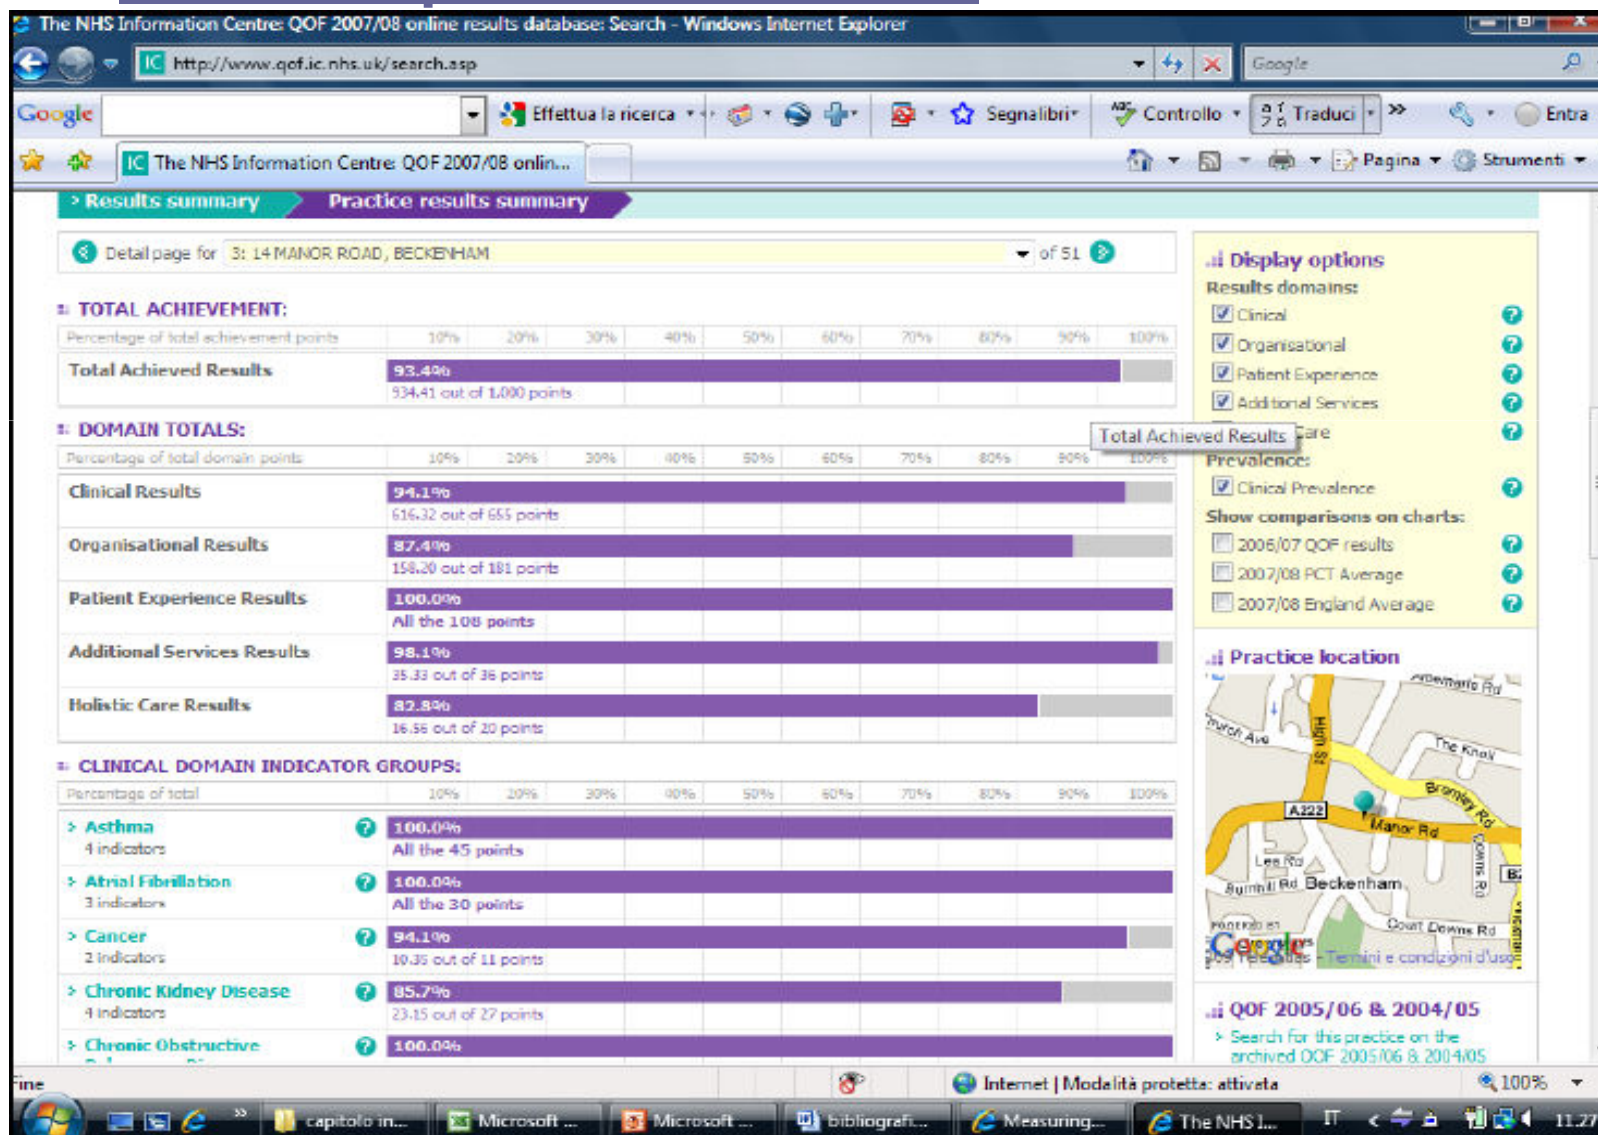 The NHS Information Centre: QOF 2007/08 online results database: Search - Windows Internet Explorer
IC http://www.qof.ic.nhs.uk/search.asp
Google
Google
Effettua la ricerca
Segnalibri
Controllo
Traduci
Entra
IC The NHS Information Centre: QOF 2007/08 onlin...
Pagina
Strumenti
Results summary
Practice results summary
Detail page for 3: 14 MANOR ROAD, BECKENHAM of 51
TOTAL ACHIEVEMENT:
Percentage of total achievement points 10% 20% 30% 40% 50% 60% 70% 80% 90% 100%
Total Achieved Results 93.4%
934.41 out of 1,000 points
DOMAIN TOTALS:
Percentage of total domain points 10% 20% 30% 40% 50% 60% 70% 80% 90% 100%
Clinical Results 94.1%
616.32 out of 655 points
Organisational Results 87.4%
158.20 out of 181 points
Patient Experience Results 100.0%
All the 108 points
Additional Services Results 98.1%
35.33 out of 36 points
Holistic Care Results 82.8%
16.56 out of 20 points
CLINICAL DOMAIN INDICATOR GROUPS:
Percentage of total 10% 20% 30% 40% 50% 60% 70% 80% 90% 100%
Asthma 100.0%
4 indicators All the 45 points
Atrial Fibrillation 100.0%
3 indicators All the 30 points
Cancer 94.1%
2 indicators 10.35 out of 11 points
Chronic Kidney Disease 85.7%
4 indicators 23.15 out of 27 points
Chronic Obstructive 100.0%
Display options
Results domains:
Clinical
Organisational
Patient Experience
Additional Services
Total Achieved Results
Care
Prevalence:
Clinical Prevalence
Show comparisons on charts:
2006/07 QOF results
2007/08 PCT Average
2007/08 England Average
Practice location
Church Ave
High St
The Knoll
Bromley Rd
A222
Manor Rd
Lea Rd
Downs Rd
Burnhill Rd
Beckenham
Court Downs Rd
Google
Termini e condizioni d'uso
QOF 2005/06 & 2004/05
Search for this practice on the
archived QOF 2005/06 & 2004/05
Fine
Internet | Modalità protetta: attivata
100%
capitolo in...
Microsoft ...
Microsoft ...
bibliografi...
Measuring...
The NHS I...
IT
11.27